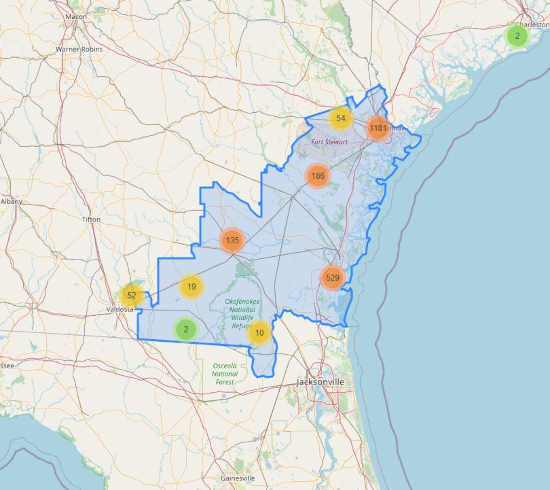 Macon
Warner Robins
Charleston
2
54
1181
Fort Stewart
186
Albany
Tifton
135
52
19
529
Valdosta
Okefenokee
National
Wildlife
Refuge
2
10
Osceola
National
Forest
Jacksonville
Gainesville